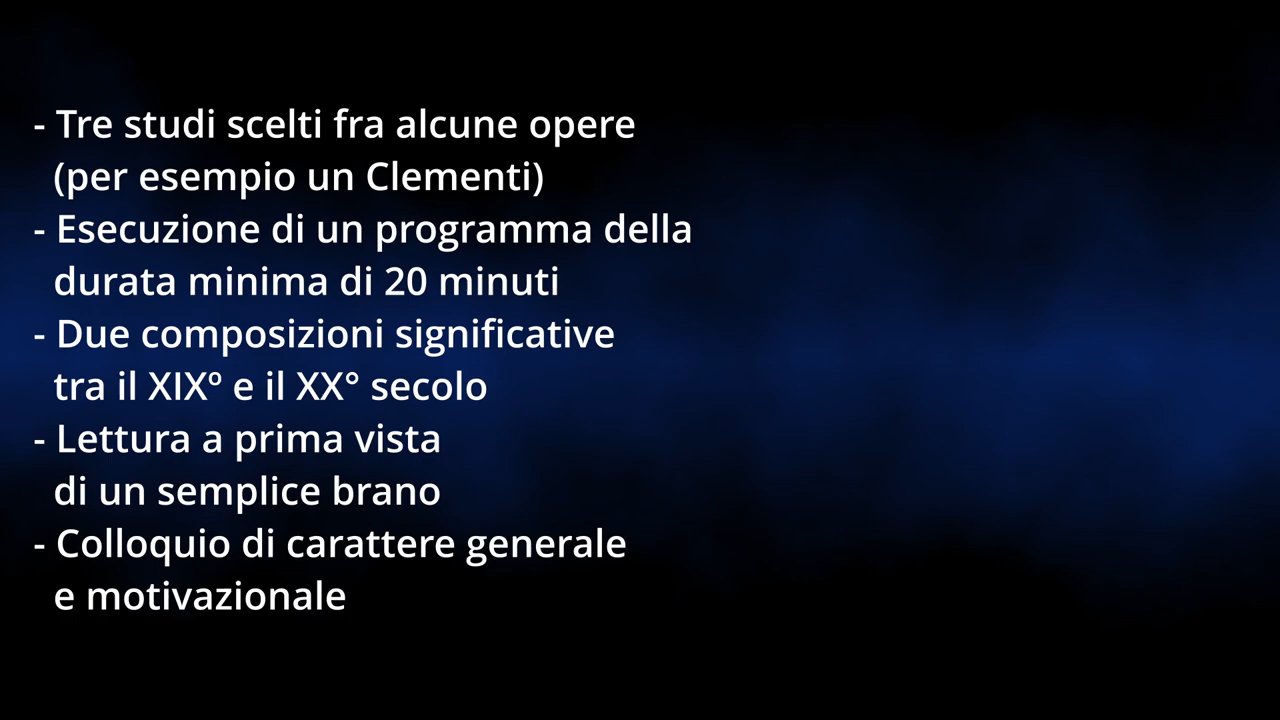 - Tre studi scelti fra alcune opere
(per esempio un Clementi)
- Esecuzione di un programma della
durata minima di 20 minuti
- Due composizioni significative
tra il XIXº e il XX° secolo
- Lettura a prima vista
di un semplice brano
- Colloquio di carattere generale
e motivazionale